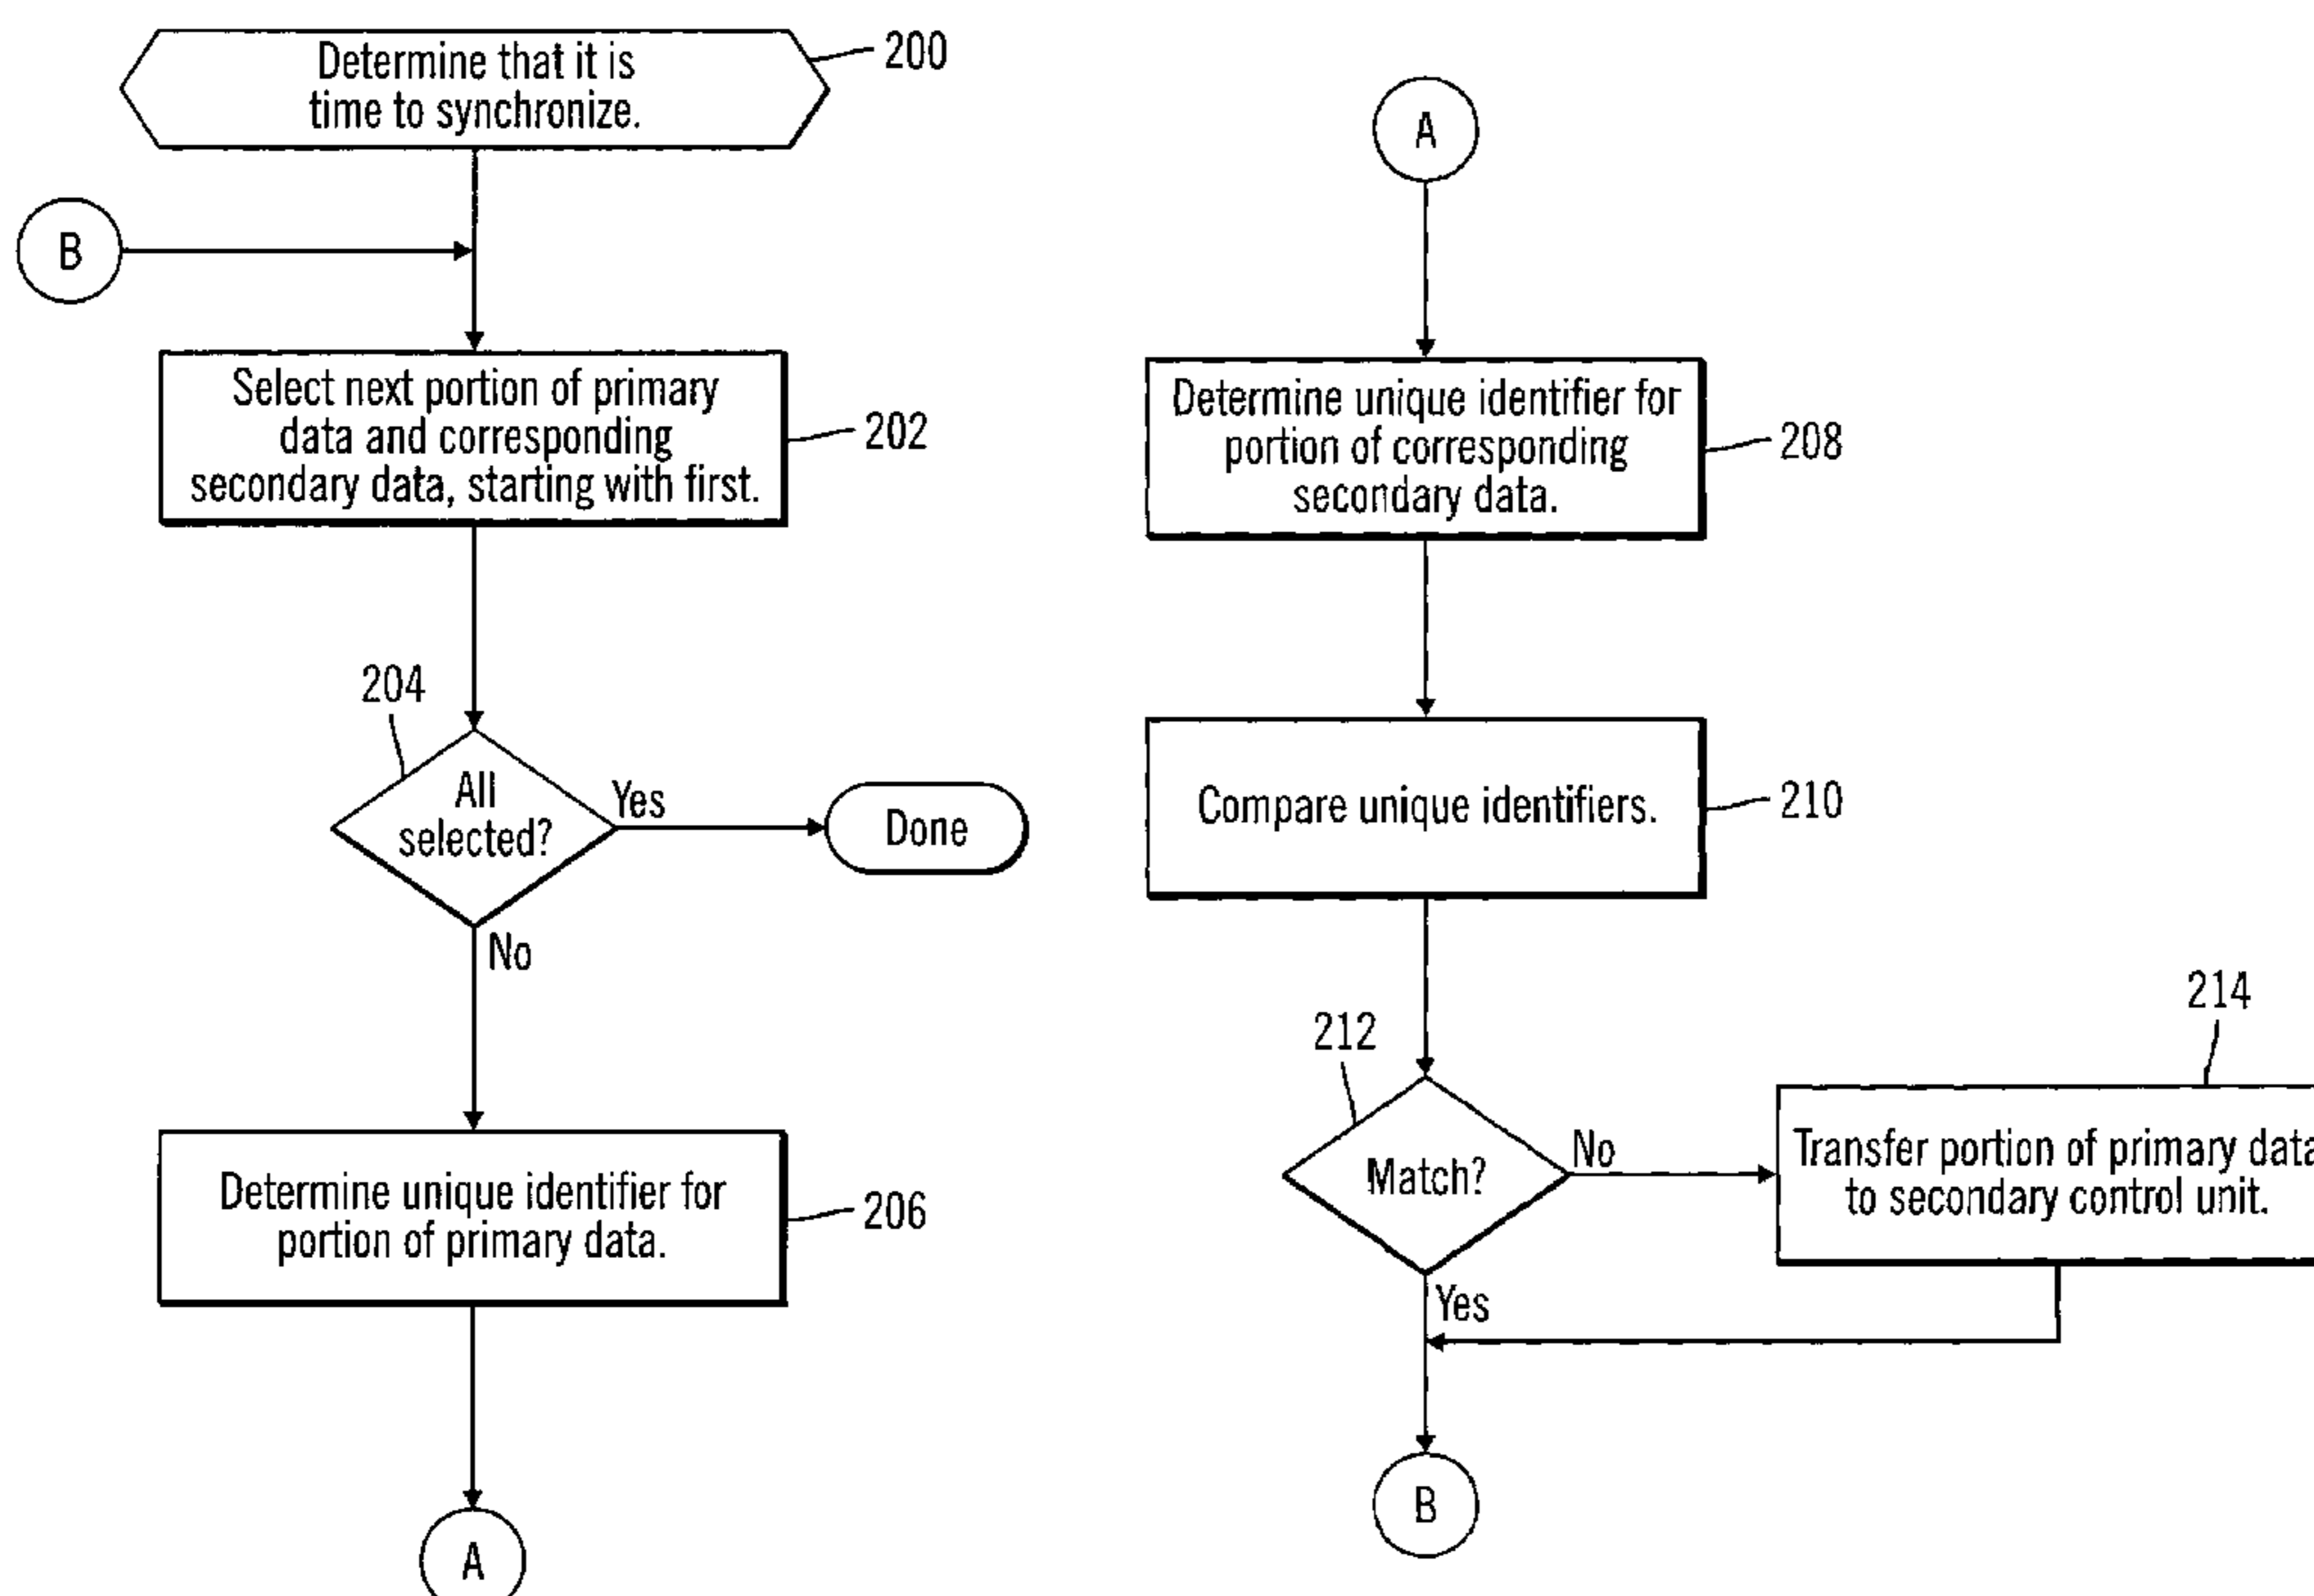 Determine that it is
time to synchronize.
200
B
Select next portion of primary
data and corresponding
secondary data, starting with first.
202
204
All
selected?
Yes
Done
No
Determine unique identifier for
portion of primary data.
206
A
A
Determine unique identifier for
portion of corresponding
secondary data.
208
Compare unique identifiers.
210
212
Match?
No
214
Transfer portion of primary data
to secondary control unit.
Yes
B